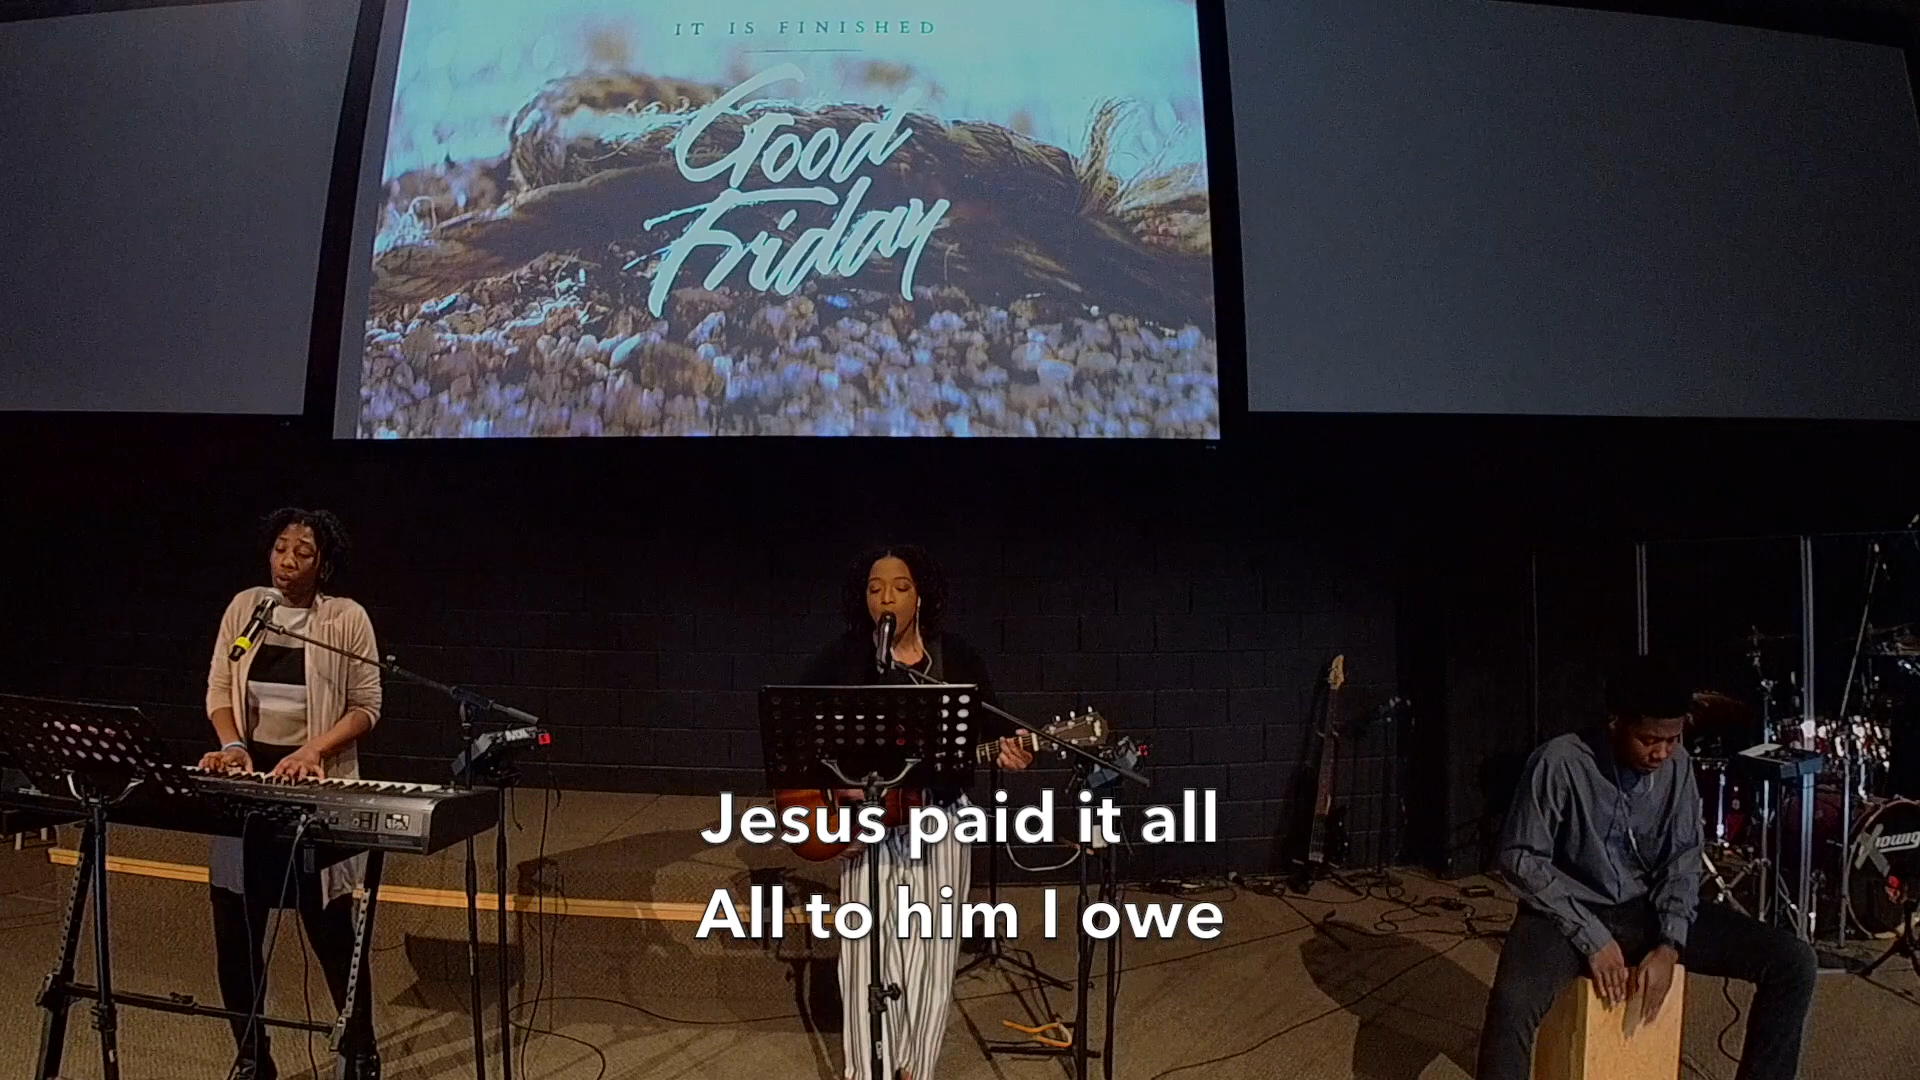 IT IS FINISHED
Good
Friday
Jesus paid it all
All to him I owe